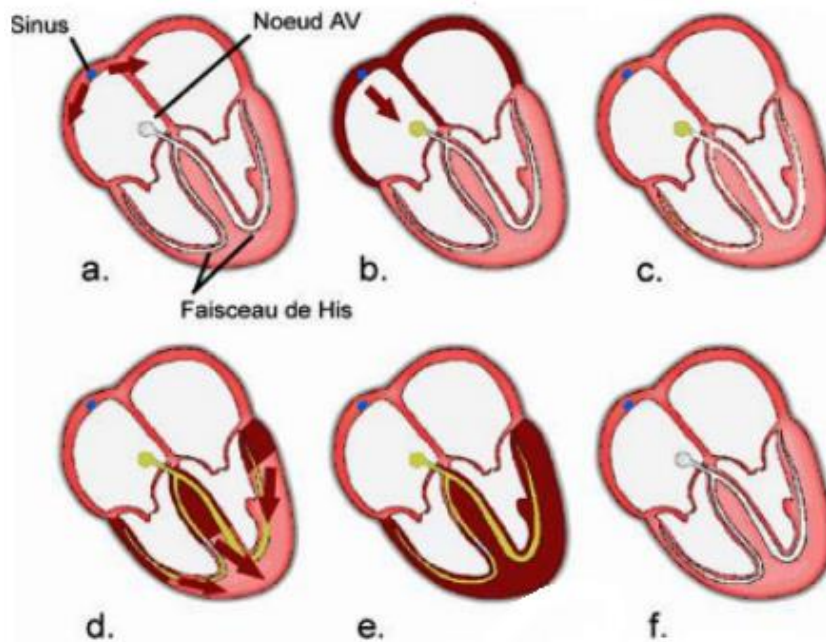 Sinus
Noeud AV
a.
b.
c.
Faisceau de His
d.
e.
f.